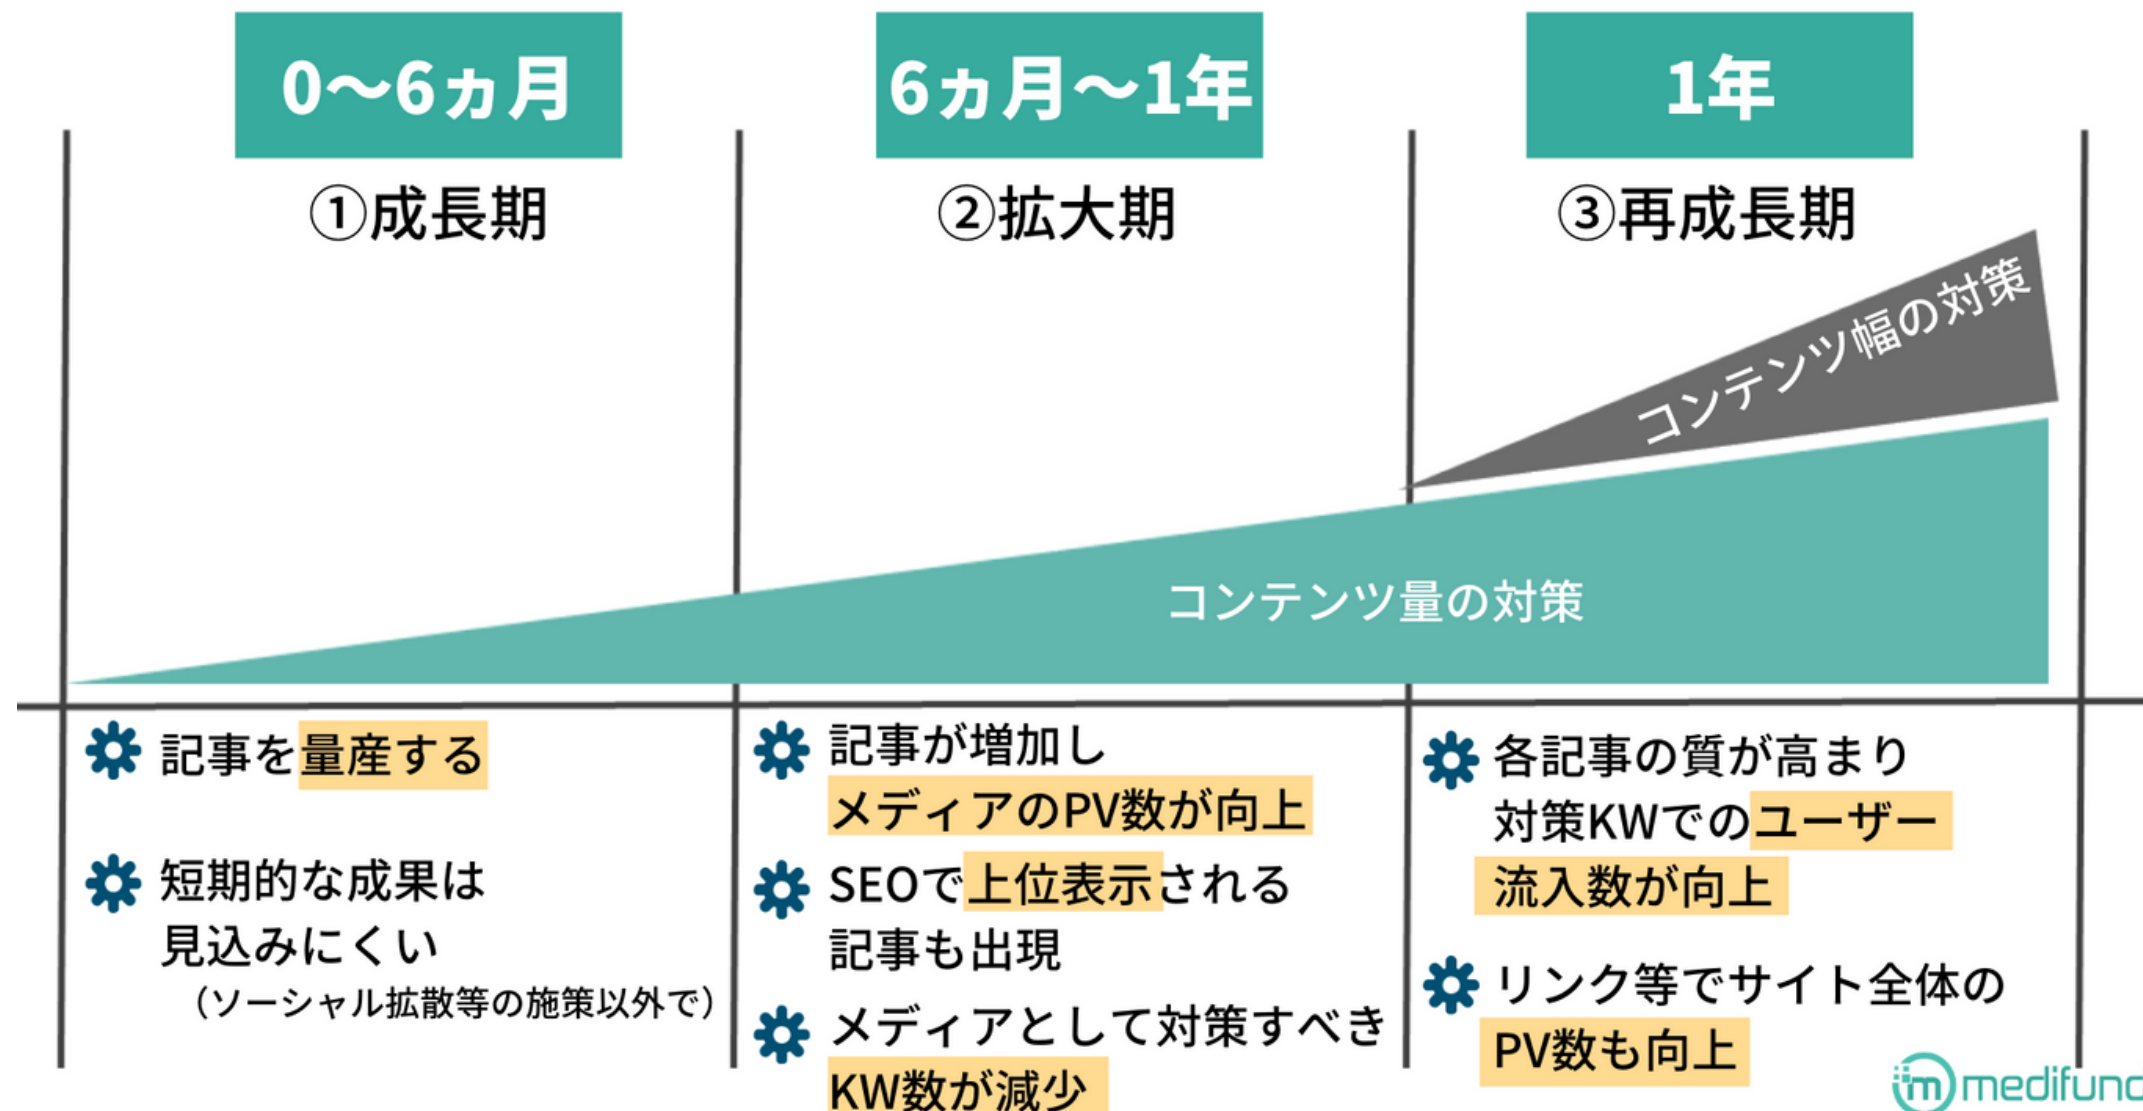 0〜6ヵ月
①成長期
6ヵ月〜1年
②拡大期
1年
③再成長期
コンテンツ幅の対策
コンテンツ量の対策
記事を量産する
短期的な成果は
見込みにくい
（ソーシャル拡散等の施策以外で）
記事が増加し
メディアのPV数が向上
SEOで上位表示される
記事も出現
メディアとして対策すべき
KW数が減少
各記事の質が高まり
対策KWでのユーザー
流入数が向上
リンク等でサイト全体の
PV数も向上
m medifund